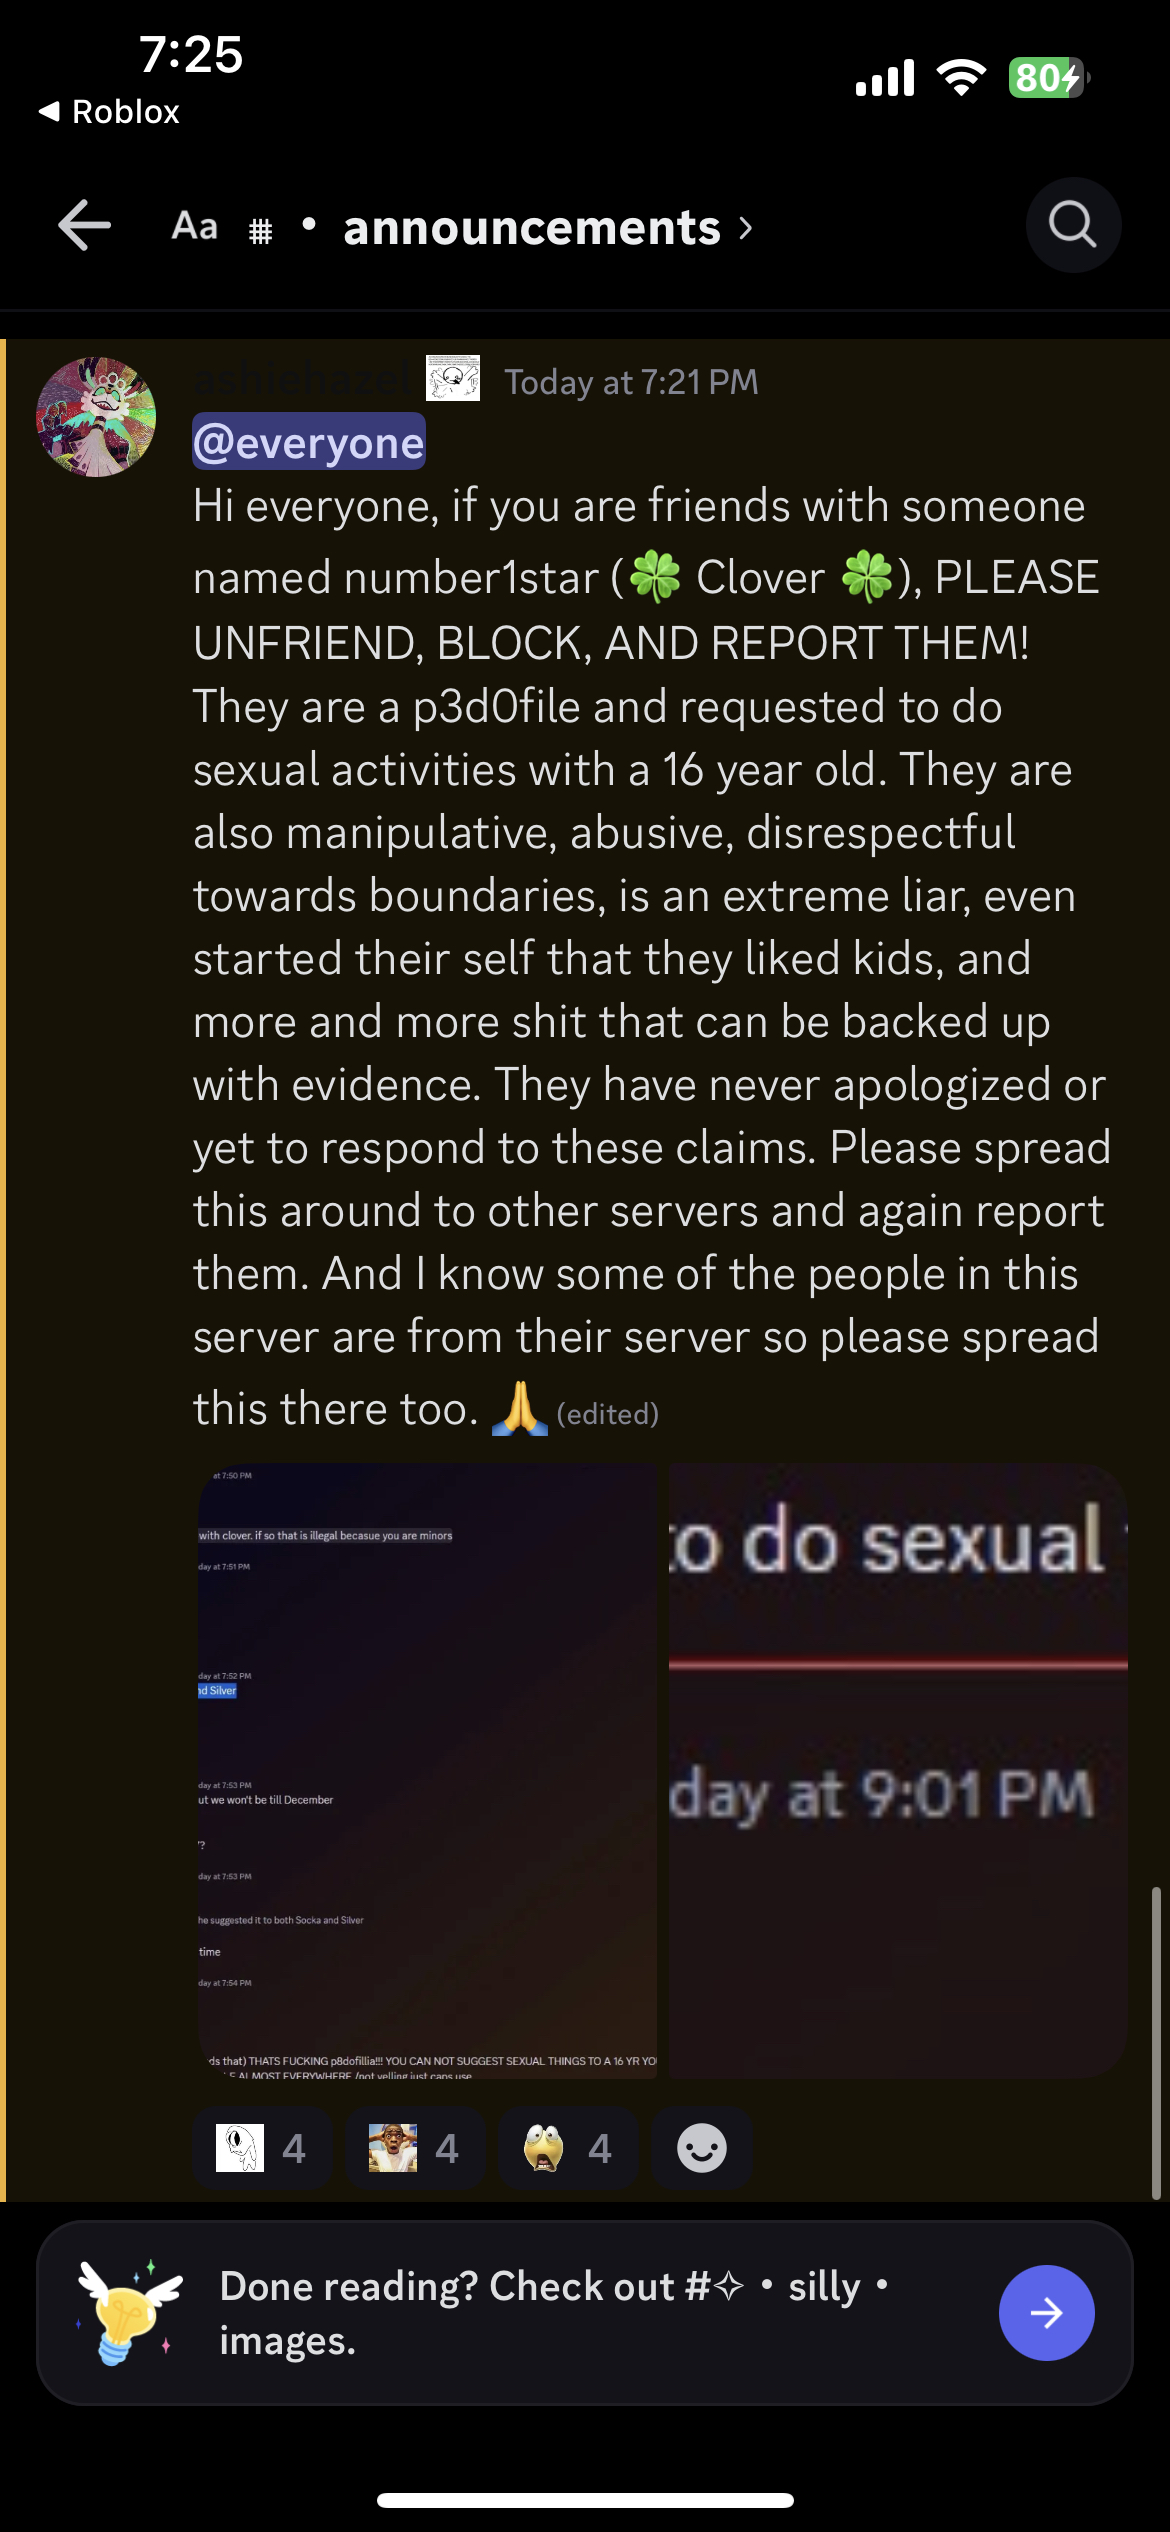 7:25
80
Roblox
Aa # • announcements
ashiehazel Today at 7:21 PM
@everyone
Hi everyone, if you are friends with someone
named number1star (🍀 Clover 🍀), PLEASE
UNFRIEND, BLOCK, AND REPORT THEM!
They are a p3d0file and requested to do
sexual activities with a 16 year old. They are
also manipulative, abusive, disrespectful
towards boundaries, is an extreme liar, even
started their self that they liked kids, and
more and more shit that can be backed up
with evidence. They have never apologized or
yet to respond to these claims. Please spread
this around to other servers and again report
them. And I know some of the people in this
server are from their server so please spread
this there too. 🙏 (edited)
at 7:50 PM
with clover. if so that is illegal becasue you are minors
day at 7:51 PM
day at 7:52 PM
nd Silver
day at 7:53 PM
ut we won't be till December
'?
day at 7:53 PM
he suggested it to both Socka and Silver
time
day at 7:54 PM
ds that) THATS FUCKING p8dofillia!!! YOU CAN NOT SUGGEST SEXUAL THINGS TO A 16 YR YO
ALMOST EVERYWHERE /not yelling just caps use
to do sexual
day at 9:01 PM
4 4 4
Done reading? Check out #✧ • silly •
images.